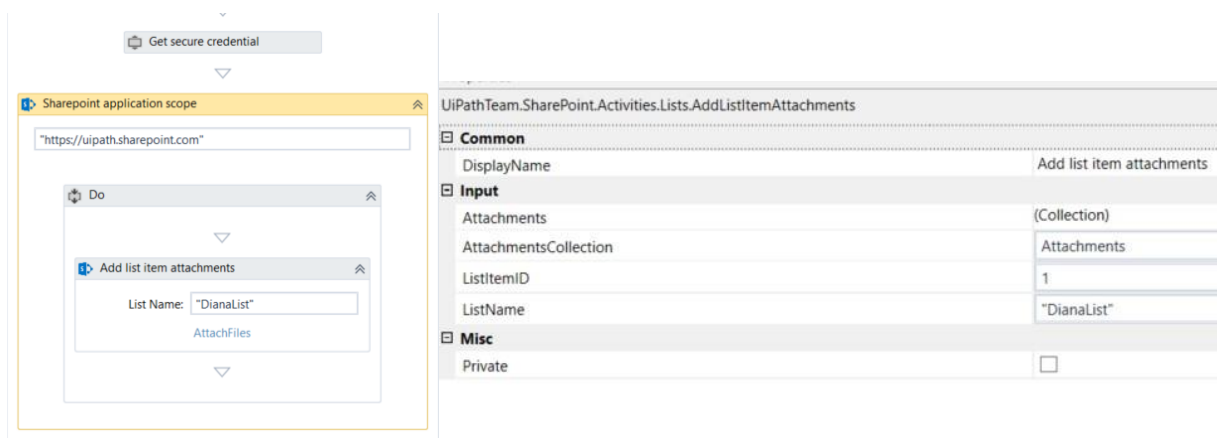 Get secure credential
Sharepoint application scope
"https://uipath.sharepoint.com"
Do
Add list item attachments
List Name: "DianaList"
AttachFiles
UiPathTeam.SharePoint.Activities.Lists.AddListItemAttachments
Common
DisplayName Add list item attachments
Input
Attachments (Collection)
AttachmentsCollection Attachments
ListItemID 1
ListName "DianaList"
Misc
Private